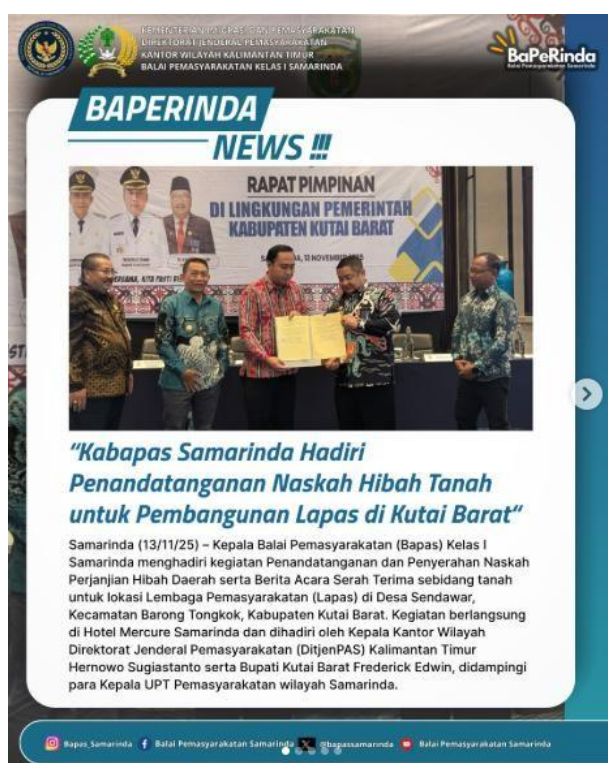 KEMENTERIAN IMIGRASI DAN PEMASYARAKATAN
DIREKTORAT JENDERAL PEMASYARAKATAN
KANTOR WILAYAH KALIMANTAN TIMUR
BALAI PEMASYARAKATAN KELAS I SAMARINDA
BaPeRinda
Balai Pemasyarakatan Samarinda
BAPERINDA
NEWS !!!
RAPAT PIMPINAN
DI LINGKUNGAN PEMERINTAH
KABUPATEN KUTAI BARAT
NOVEMBER
“Kabapas Samarinda Hadiri
Penandatanganan Naskah Hibah Tanah
untuk Pembangunan Lapas di Kutai Barat“
Samarinda (13/11/25) – Kepala Balai Pemasyarakatan (Bapas) Kelas I
Samarinda menghadiri kegiatan Penandatanganan dan Penyerahan Naskah
Perjanjian Hibah Daerah serta Berita Acara Serah Terima sebidang tanah
untuk lokasi Lembaga Pemasyarakatan (Lapas) di Desa Sendawar,
Kecamatan Barong Tongkok, Kabupaten Kutai Barat. Kegiatan berlangsung
di Hotel Mercure Samarinda dan dihadiri oleh Kepala Kantor Wilayah
Direktorat Jenderal Pemasyarakatan (DitjenPAS) Kalimantan Timur
Hernowo Sugiastanto serta Bupati Kutai Barat Frederick Edwin, didampingi
para Kepala UPT Pemasyarakatan wilayah Samarinda.
Bapas_Samarinda Balai Pemasyarakatan Samarinda @bapassamarinda Balai Pemasyarakatan Samarinda